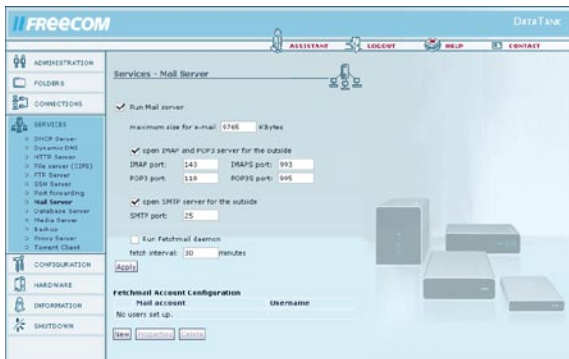 FREECOM
DATATANK
ASSISTANT LOGOUT HELP CONTACT
ADMINISTRATION
FOLDERS
CONNECTIONS
SERVICES
DHCP Server
Dynamic DNS
HTTP Server
File server (CIFS)
FTP Server
SSH Server
Port forwarding
Mail Server
Database Server
Media Server
Backup
Proxy Server
Torrent Client
CONFIGURATION
HARDWARE
INFORMATION
SHUTDOWN
Services - Mail Server
Run Mail server
maximum size for e-mail: 9765 KBytes
open IMAP and POP3 server for the outside
IMAP port: 143 IMAPS port: 993
POP3 port: 110 POP3S port: 995
open SMTP server for the outside
SMTP port: 25
Run Fetchmail daemon
fetch interval: 30 minutes
Apply
Fetchmail Account Configuration
Mail account Username
No users set up.
New Properties Delete